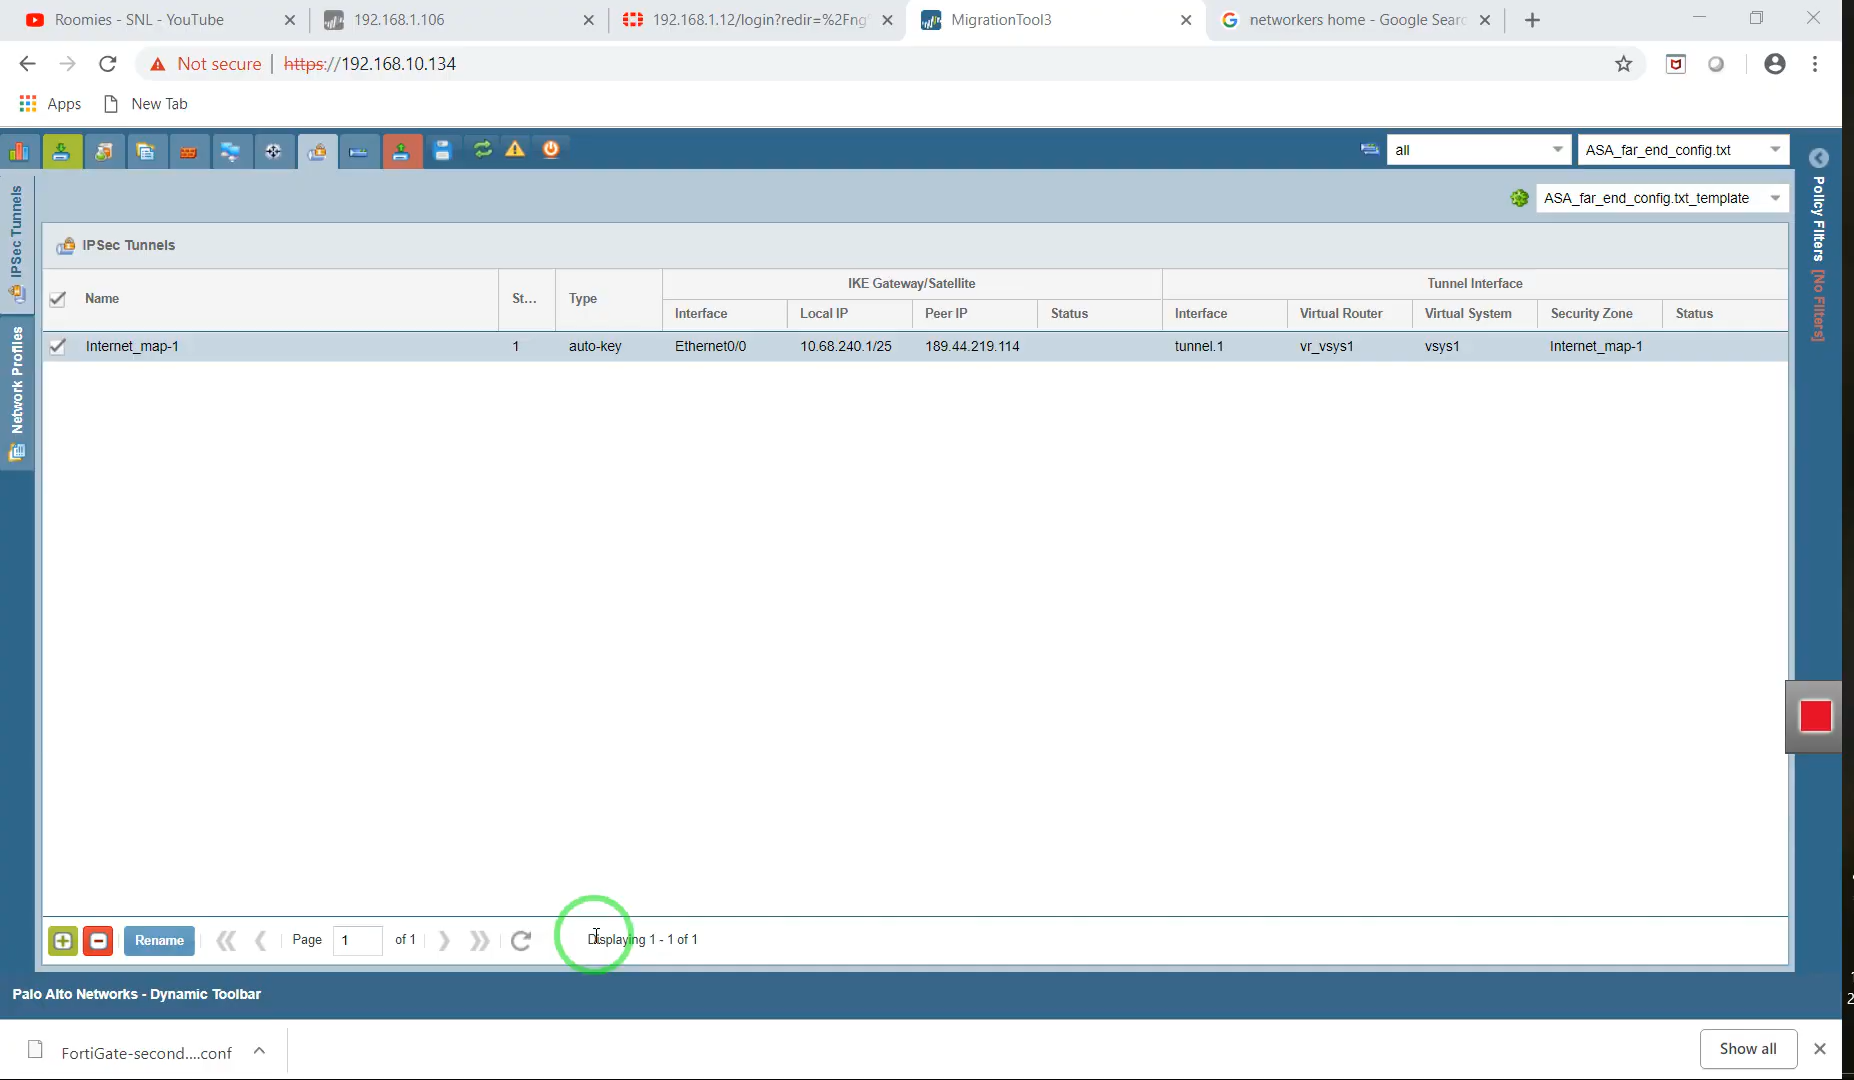 Roomies - SNL - YouTube
192.168.1.106
192.168.1.12/login?redir=%2Fng
MigrationTool3
networkers home - Google Searc
Not secure
https://192.168.10.134
Apps
New Tab
all
ASA_far_end_config.txt
ASA_far_end_config.txt_template
IPSec Tunnels
Network Profiles
Policy Filters [No Filters]
IPSec Tunnels
IKE Gateway/Satellite
Tunnel Interface
Name
St...
Type
Interface
Local IP
Peer IP
Status
Interface
Virtual Router
Virtual System
Security Zone
Status
Internet_map-1
1
auto-key
Ethernet0/0
10.68.240.1/25
189.44.219.114
tunnel.1
vr_vsys1
vsys1
Internet_map-1
Rename
Page
1
of 1
Displaying 1 - 1 of 1
Palo Alto Networks - Dynamic Toolbar
FortiGate-second....conf
Show all